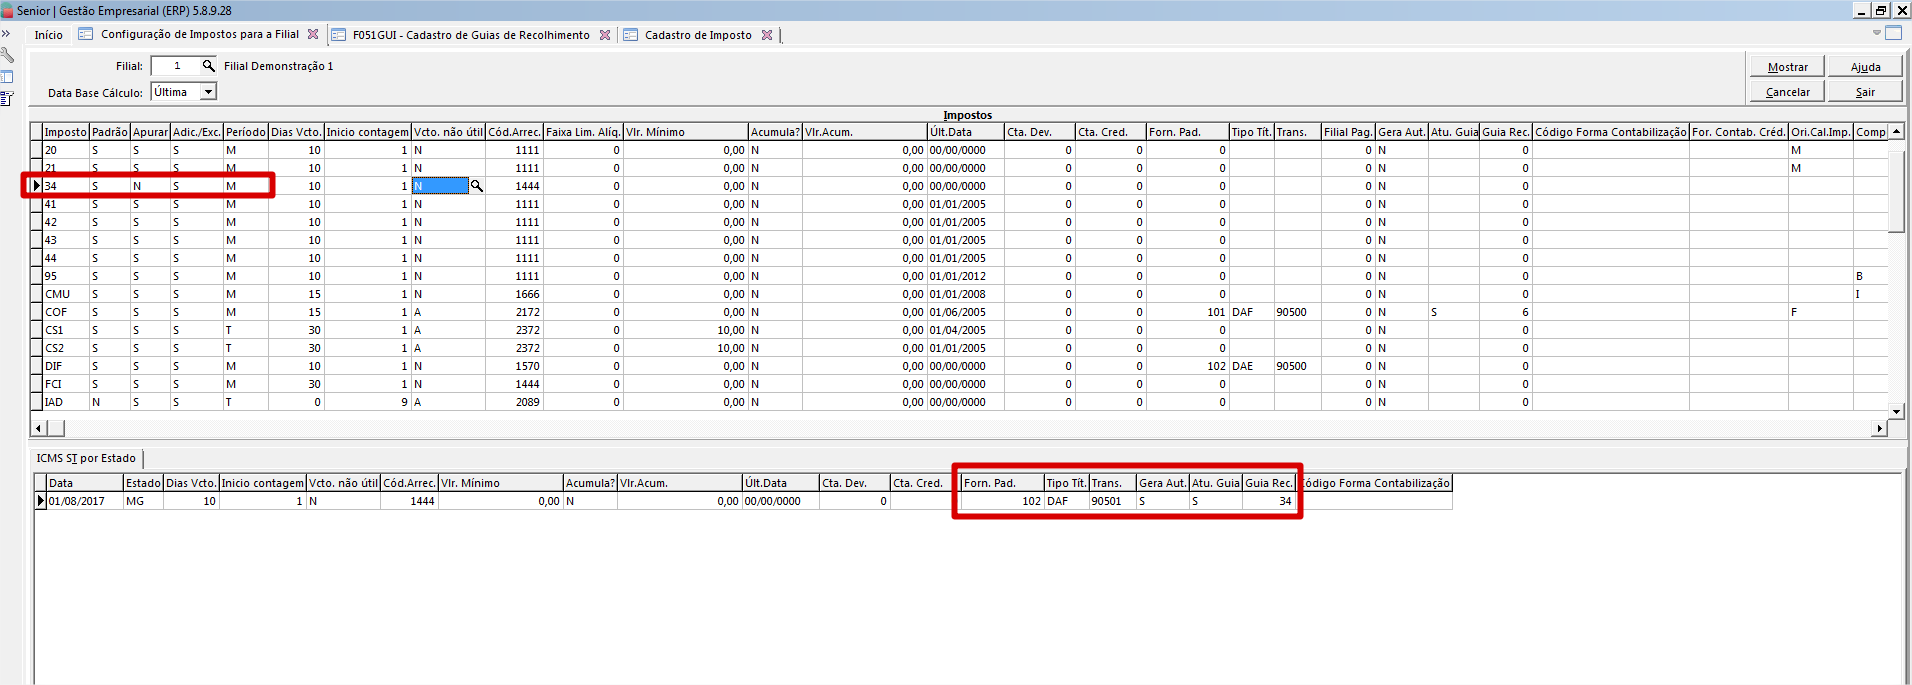 Senior | Gestão Empresarial (ERP) 5.8.9.28
Início Configuração de Impostos para a Filial F051GUI - Cadastro de Guias de Recolhimento Cadastro de Imposto
Filial: 1 Filial Demonstração 1 Mostrar Ajuda
Data Base Cálculo: Última Cancelar Sair
Impostos
Imposto Padrão Apurar Adic./Exc. Período Dias Vcto. Inicio contagem Vcto. não útil Cód.Arrec. Faixa Lim. Alíq. Vlr. Mínimo Acumula? Vlr.Acum. Últ.Data Cta. Dev. Cta. Cred. Forn. Pad. Tipo Tít. Trans. Filial Pag. Gera Aut. Atu. Guia Guia Rec. Código Forma Contabilização For. Contab. Créd. Ori.Cal.Imp. Comp
20 S S S M 10 1 N 1111 0 0,00 N 0,00 00/00/0000 0 0 0 0 N 0 M
21 S S S M 10 1 N 1111 0 0,00 N 0,00 00/00/0000 0 0 0 0 N 0 M
34 S N S M 10 1 N 1444 0 0,00 N 0,00 00/00/0000 0 0 0 0 N 0
41 S S S M 10 1 N 1111 0 0,00 N 0,00 01/01/2005 0 0 0 0 N 0
42 S S S M 10 1 N 1111 0 0,00 N 0,00 01/01/2005 0 0 0 0 N 0
43 S S S M 10 1 N 1111 0 0,00 N 0,00 01/01/2005 0 0 0 0 N 0
44 S S S M 10 1 N 1111 0 0,00 N 0,00 01/01/2005 0 0 0 0 N 0
95 S S S M 10 1 N 1111 0 0,00 N 0,00 01/01/2012 0 0 0 0 N 0 B
CMU S S S M 15 1 N 1666 0 0,00 N 0,00 01/01/2008 0 0 0 0 N 0 I
COF S S S M 15 1 A 2172 0 0,00 N 0,00 01/06/2005 0 0 101 DAF 90500 0 N S 6 F
CS1 S S S T 30 1 A 2372 0 10,00 N 0,00 01/04/2005 0 0 0 0 N 0
CS2 S S S T 30 1 A 2372 0 10,00 N 0,00 01/01/2005 0 0 0 0 N 0
DIF S S S M 10 1 N 1570 0 0,00 N 0,00 00/00/0000 0 0 102 DAE 90500 0 N 0
FCI S S S M 30 1 N 1444 0 0,00 N 0,00 00/00/0000 0 0 0 0 N 0
IAD N S S T 0 9 A 2089 0 0,00 N 0,00 00/00/0000 0 0 0 0 N 0
ICMS ST por Estado
Data Estado Dias Vcto. Inicio contagem Vcto. não útil Cód.Arrec. Vlr. Mínimo Acumula? Vlr.Acum. Últ.Data Cta. Dev. Cta. Cred. Forn. Pad. Tipo Tít. Trans. Gera Aut. Atu. Guia Guia Rec. Código Forma Contabilização
01/08/2017 MG 10 1 N 1444 0,00 N 0,00 00/00/0000 0 102 DAF 90501 S S 34